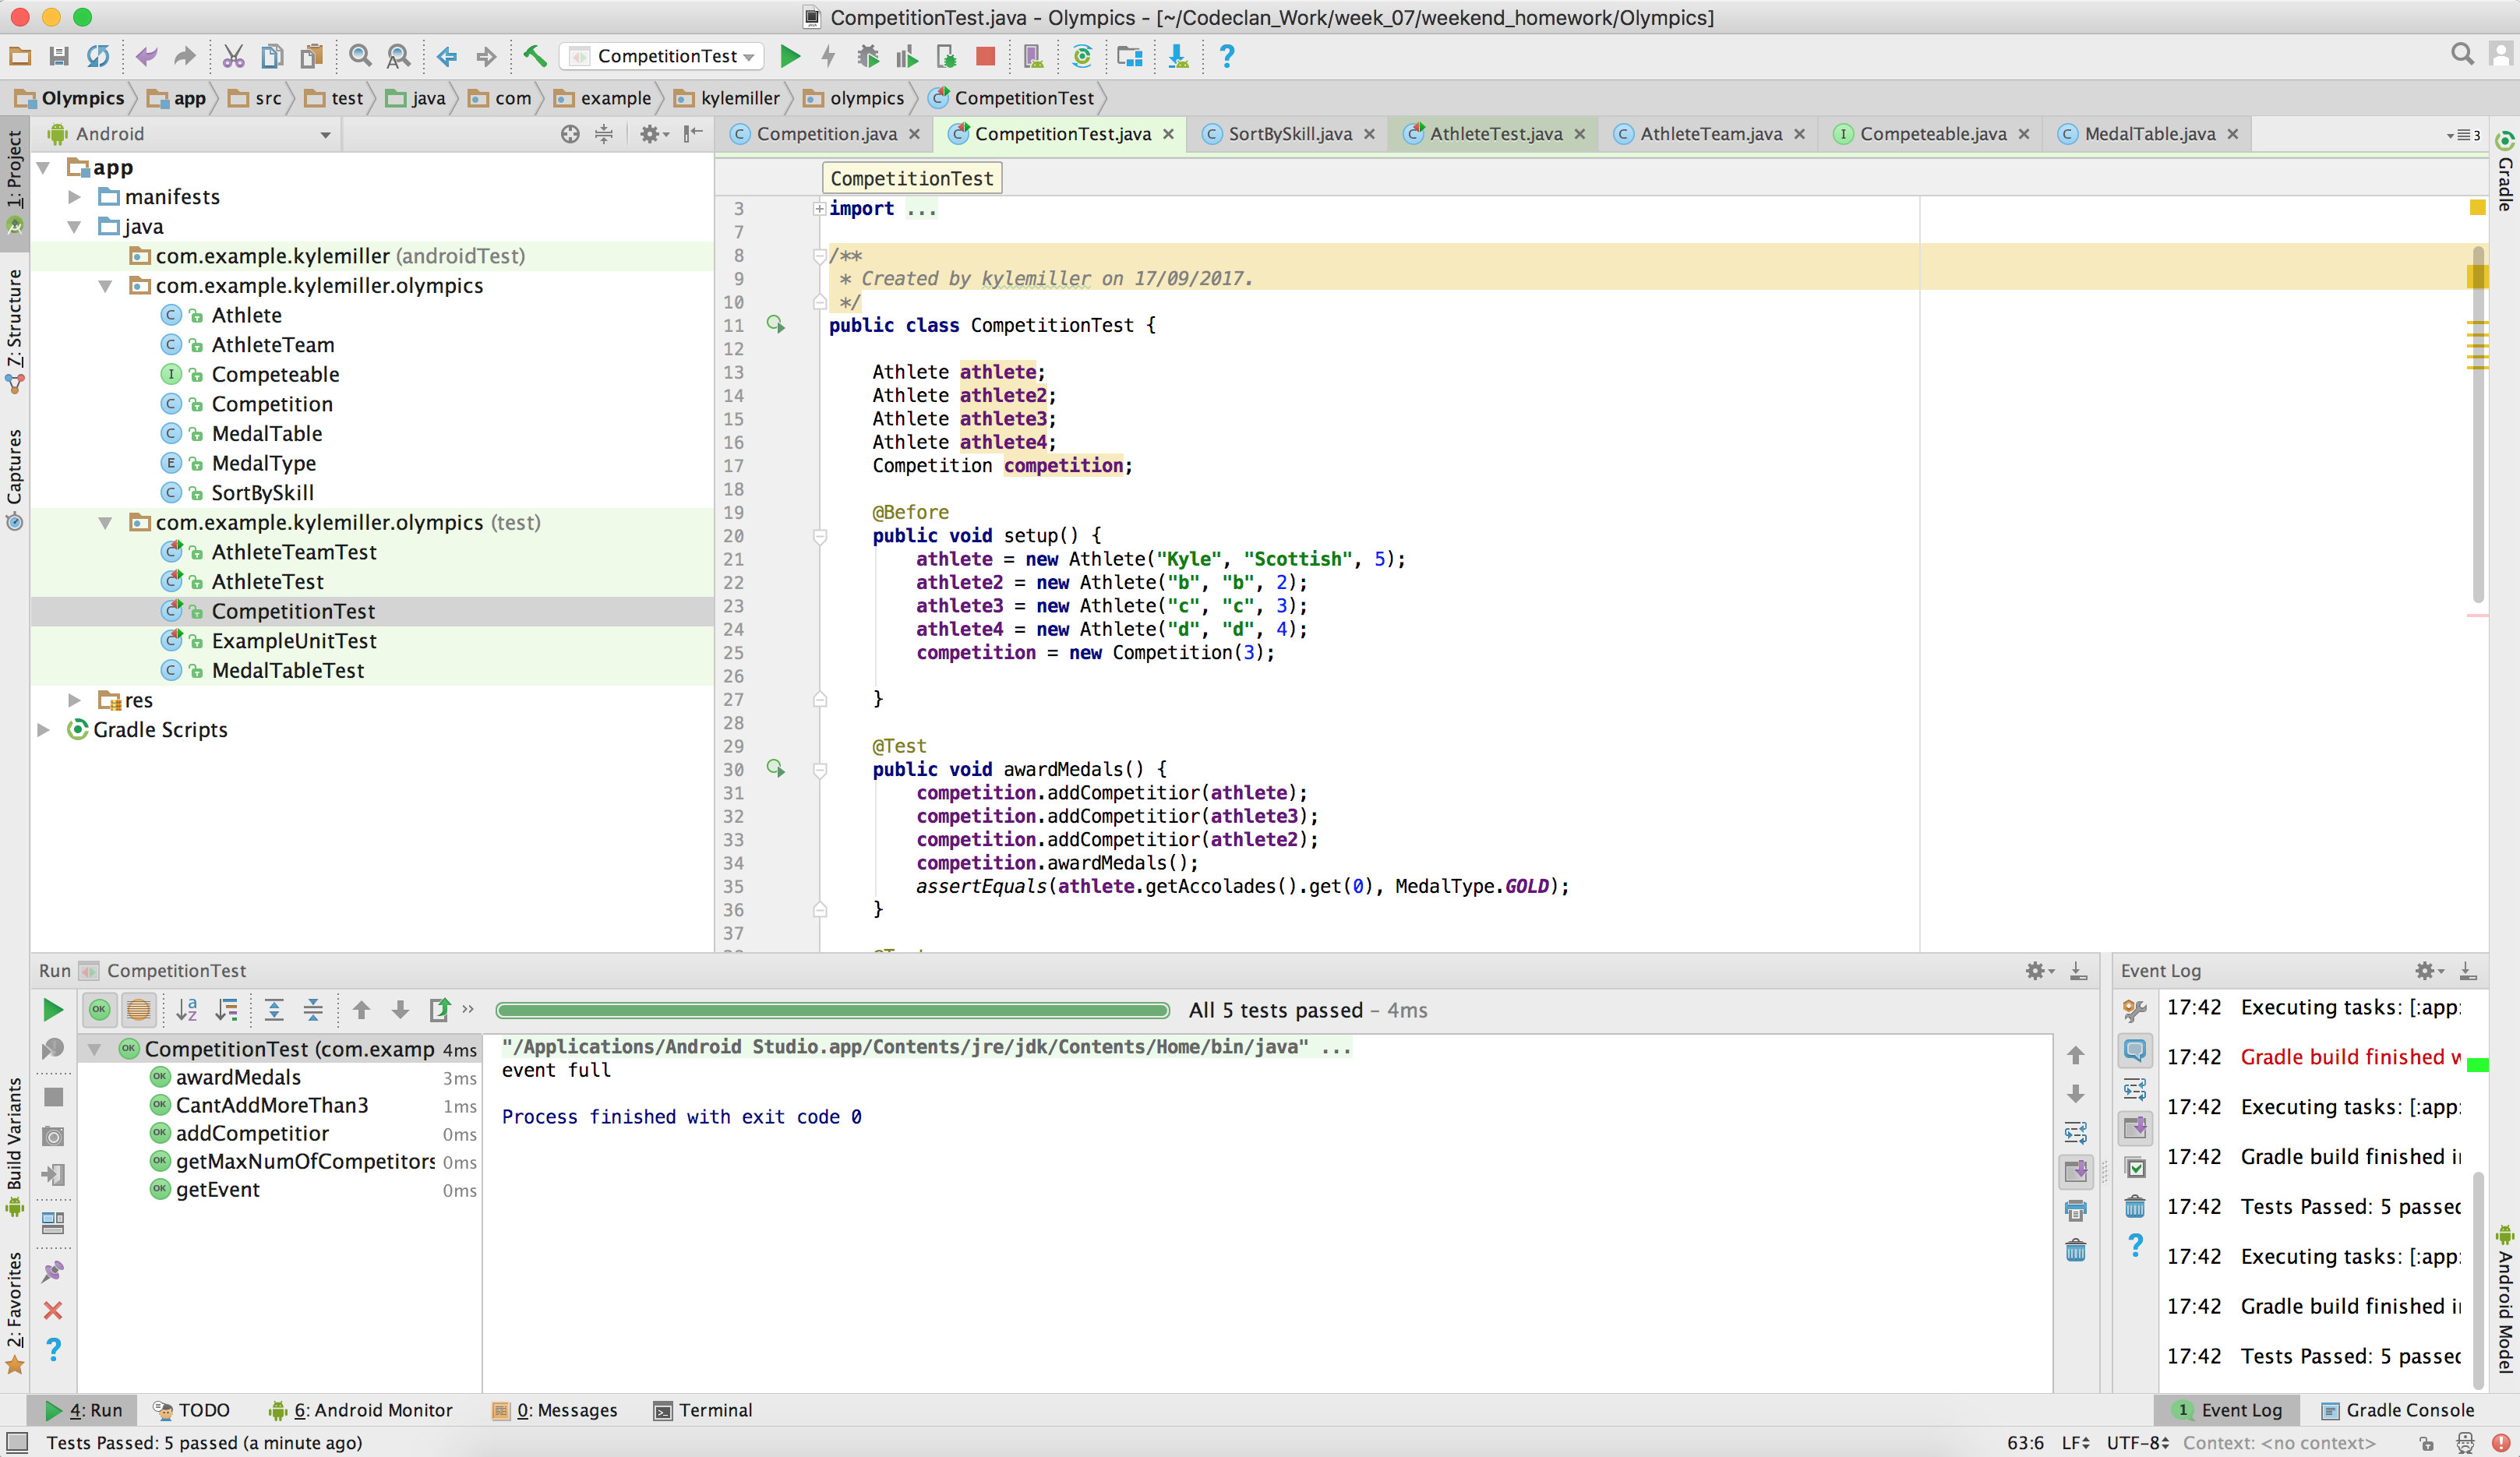 CompetitionTest.java - Olympics - [~/Codeclan_Work/week_07/weekend_homework/Olympics]
CompetitionTest
Olympics app src test java com example kylemiller olympics CompetitionTest
Android
Competition.java CompetitionTest.java SortBySkill.java AthleteTest.java AthleteTeam.java Competeable.java MedalTable.java 3
1: Project
Z: Structure
Captures
Build Variants
2: Favorites
app
manifests
java
com.example.kylemiller (androidTest)
com.example.kylemiller.olympics
Athlete
AthleteTeam
Competeable
Competition
MedalTable
MedalType
SortBySkill
com.example.kylemiller.olympics (test)
AthleteTeamTest
AthleteTest
CompetitionTest
ExampleUnitTest
MedalTableTest
res
Gradle Scripts
CompetitionTest
3 import ...
7
8 /**
9 * Created by kylemiller on 17/09/2017.
10 */
11 public class CompetitionTest {
12
13 Athlete athlete;
14 Athlete athlete2;
15 Athlete athlete3;
16 Athlete athlete4;
17 Competition competition;
18
19 @Before
20 public void setup() {
21 athlete = new Athlete("Kyle", "Scottish", 5);
22 athlete2 = new Athlete("b", "b", 2);
23 athlete3 = new Athlete("c", "c", 3);
24 athlete4 = new Athlete("d", "d", 4);
25 competition = new Competition(3);
26
27 }
28
29 @Test
30 public void awardMedals() {
31 competition.addCompetitior(athlete);
32 competition.addCompetitior(athlete3);
33 competition.addCompetitior(athlete2);
34 competition.awardMedals();
35 assertEquals(athlete.getAccolades().get(0), MedalType.GOLD);
36 }
37
Gradle
Android Model
Run CompetitionTest
All 5 tests passed – 4ms
CompetitionTest (com.examp 4ms
awardMedals 3ms
CantAddMoreThan3 1ms
addCompetitior 0ms
getMaxNumOfCompetitors 0ms
getEvent 0ms
"/Applications/Android Studio.app/Contents/jre/jdk/Contents/Home/bin/java" ...
event full
Process finished with exit code 0
Event Log
17:42 Executing tasks: [:app:
17:42 Gradle build finished w
17:42 Executing tasks: [:app:
17:42 Gradle build finished i
17:42 Tests Passed: 5 passed
17:42 Executing tasks: [:app:
17:42 Gradle build finished i
17:42 Tests Passed: 5 passed
4: Run TODO 6: Android Monitor 0: Messages Terminal 1 Event Log Gradle Console
Tests Passed: 5 passed (a minute ago) 63:6 LF UTF-8 Context: <no context>